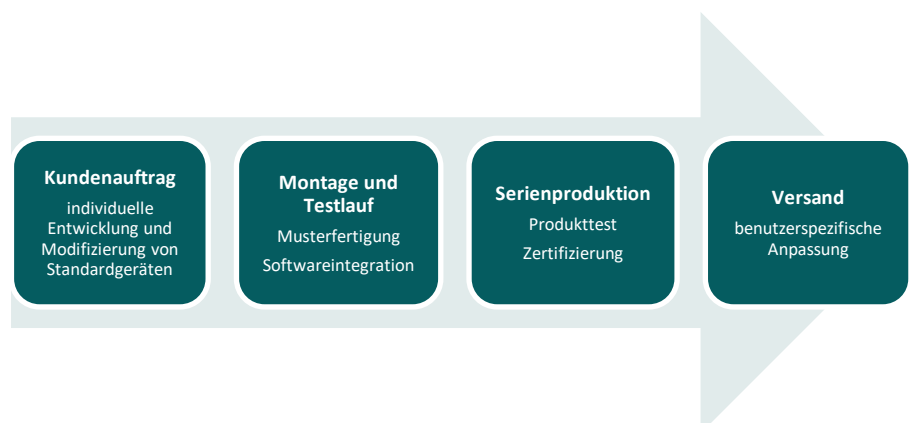 Kundenauftrag
individuelle
Entwicklung und
Modifizierung von
Standardgeräten
Montage und
Testlauf
Musterfertigung
Softwareintegration
Serienproduktion
Produkttest
Zertifizierung
Versand
benutzerspezifische
Anpassung